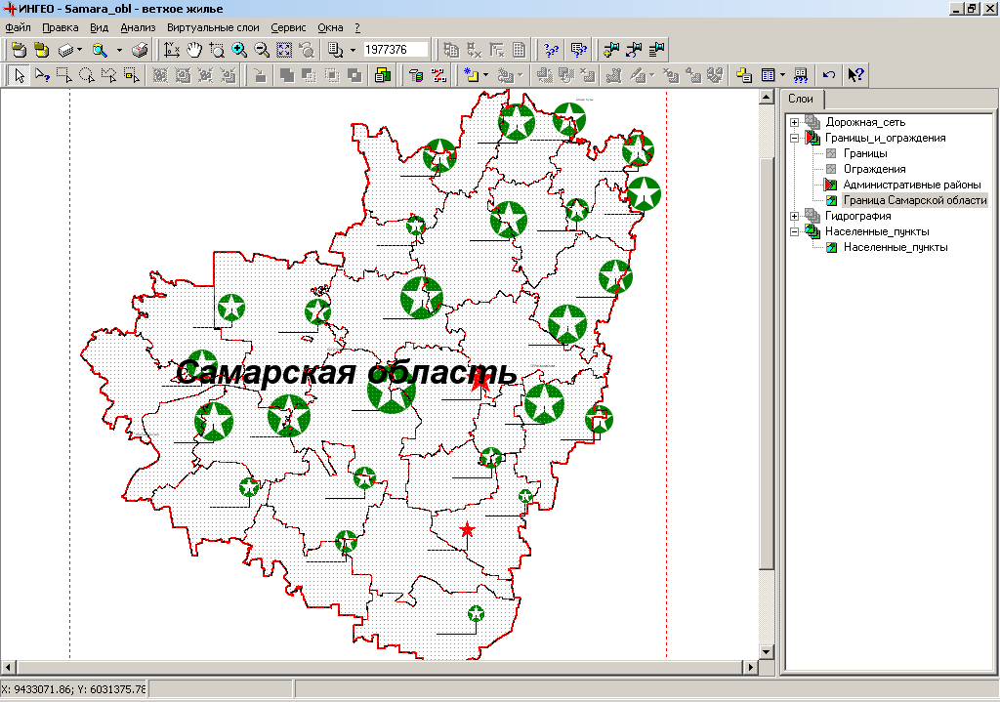 ИНГЕО - Samara_obl - ветхое жилье
Файл Правка Вид Анализ Виртуальные слои Сервис Окна ?
1977376
Слои
Дорожная_сеть
Границы_и_ограждения
Границы
Ограждения
Административные районы
Граница Самарской области
Гидрография
Населенные_пункты
Населенные_пункты
Самарская область
X: 9433071.86; Y: 6031375.78